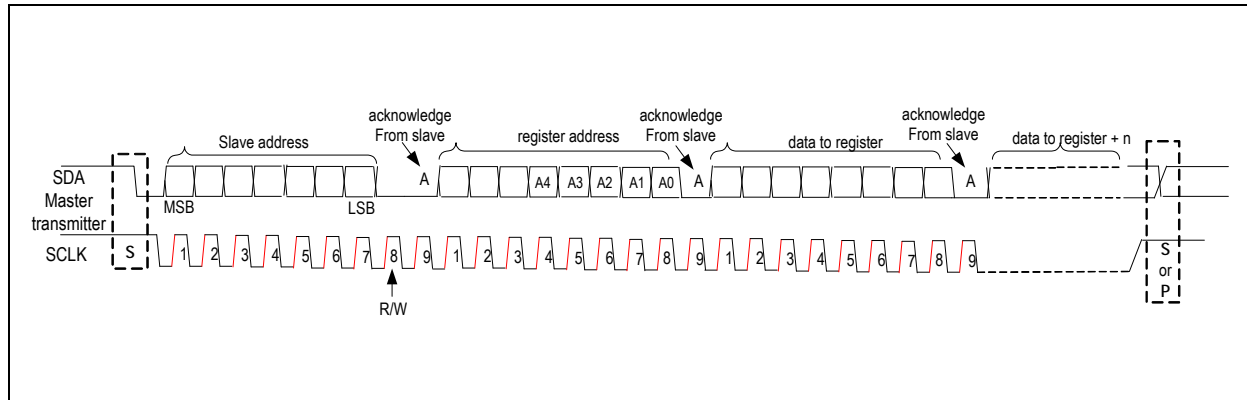 acknowledge
From slave
acknowledge
From slave
acknowledge
From slave
Slave address
register address
data to register
data to register + n
SDA
Master
transmitter
A
A4 A3 A2 A1 A0
A
A
MSB
LSB
SCLK
S
1 2 3 4 5 6 7 8 9 1 2 3 4 5 6 7 8 9 1 2 3 4 5 6 7 8 9
S
or
P
R/W